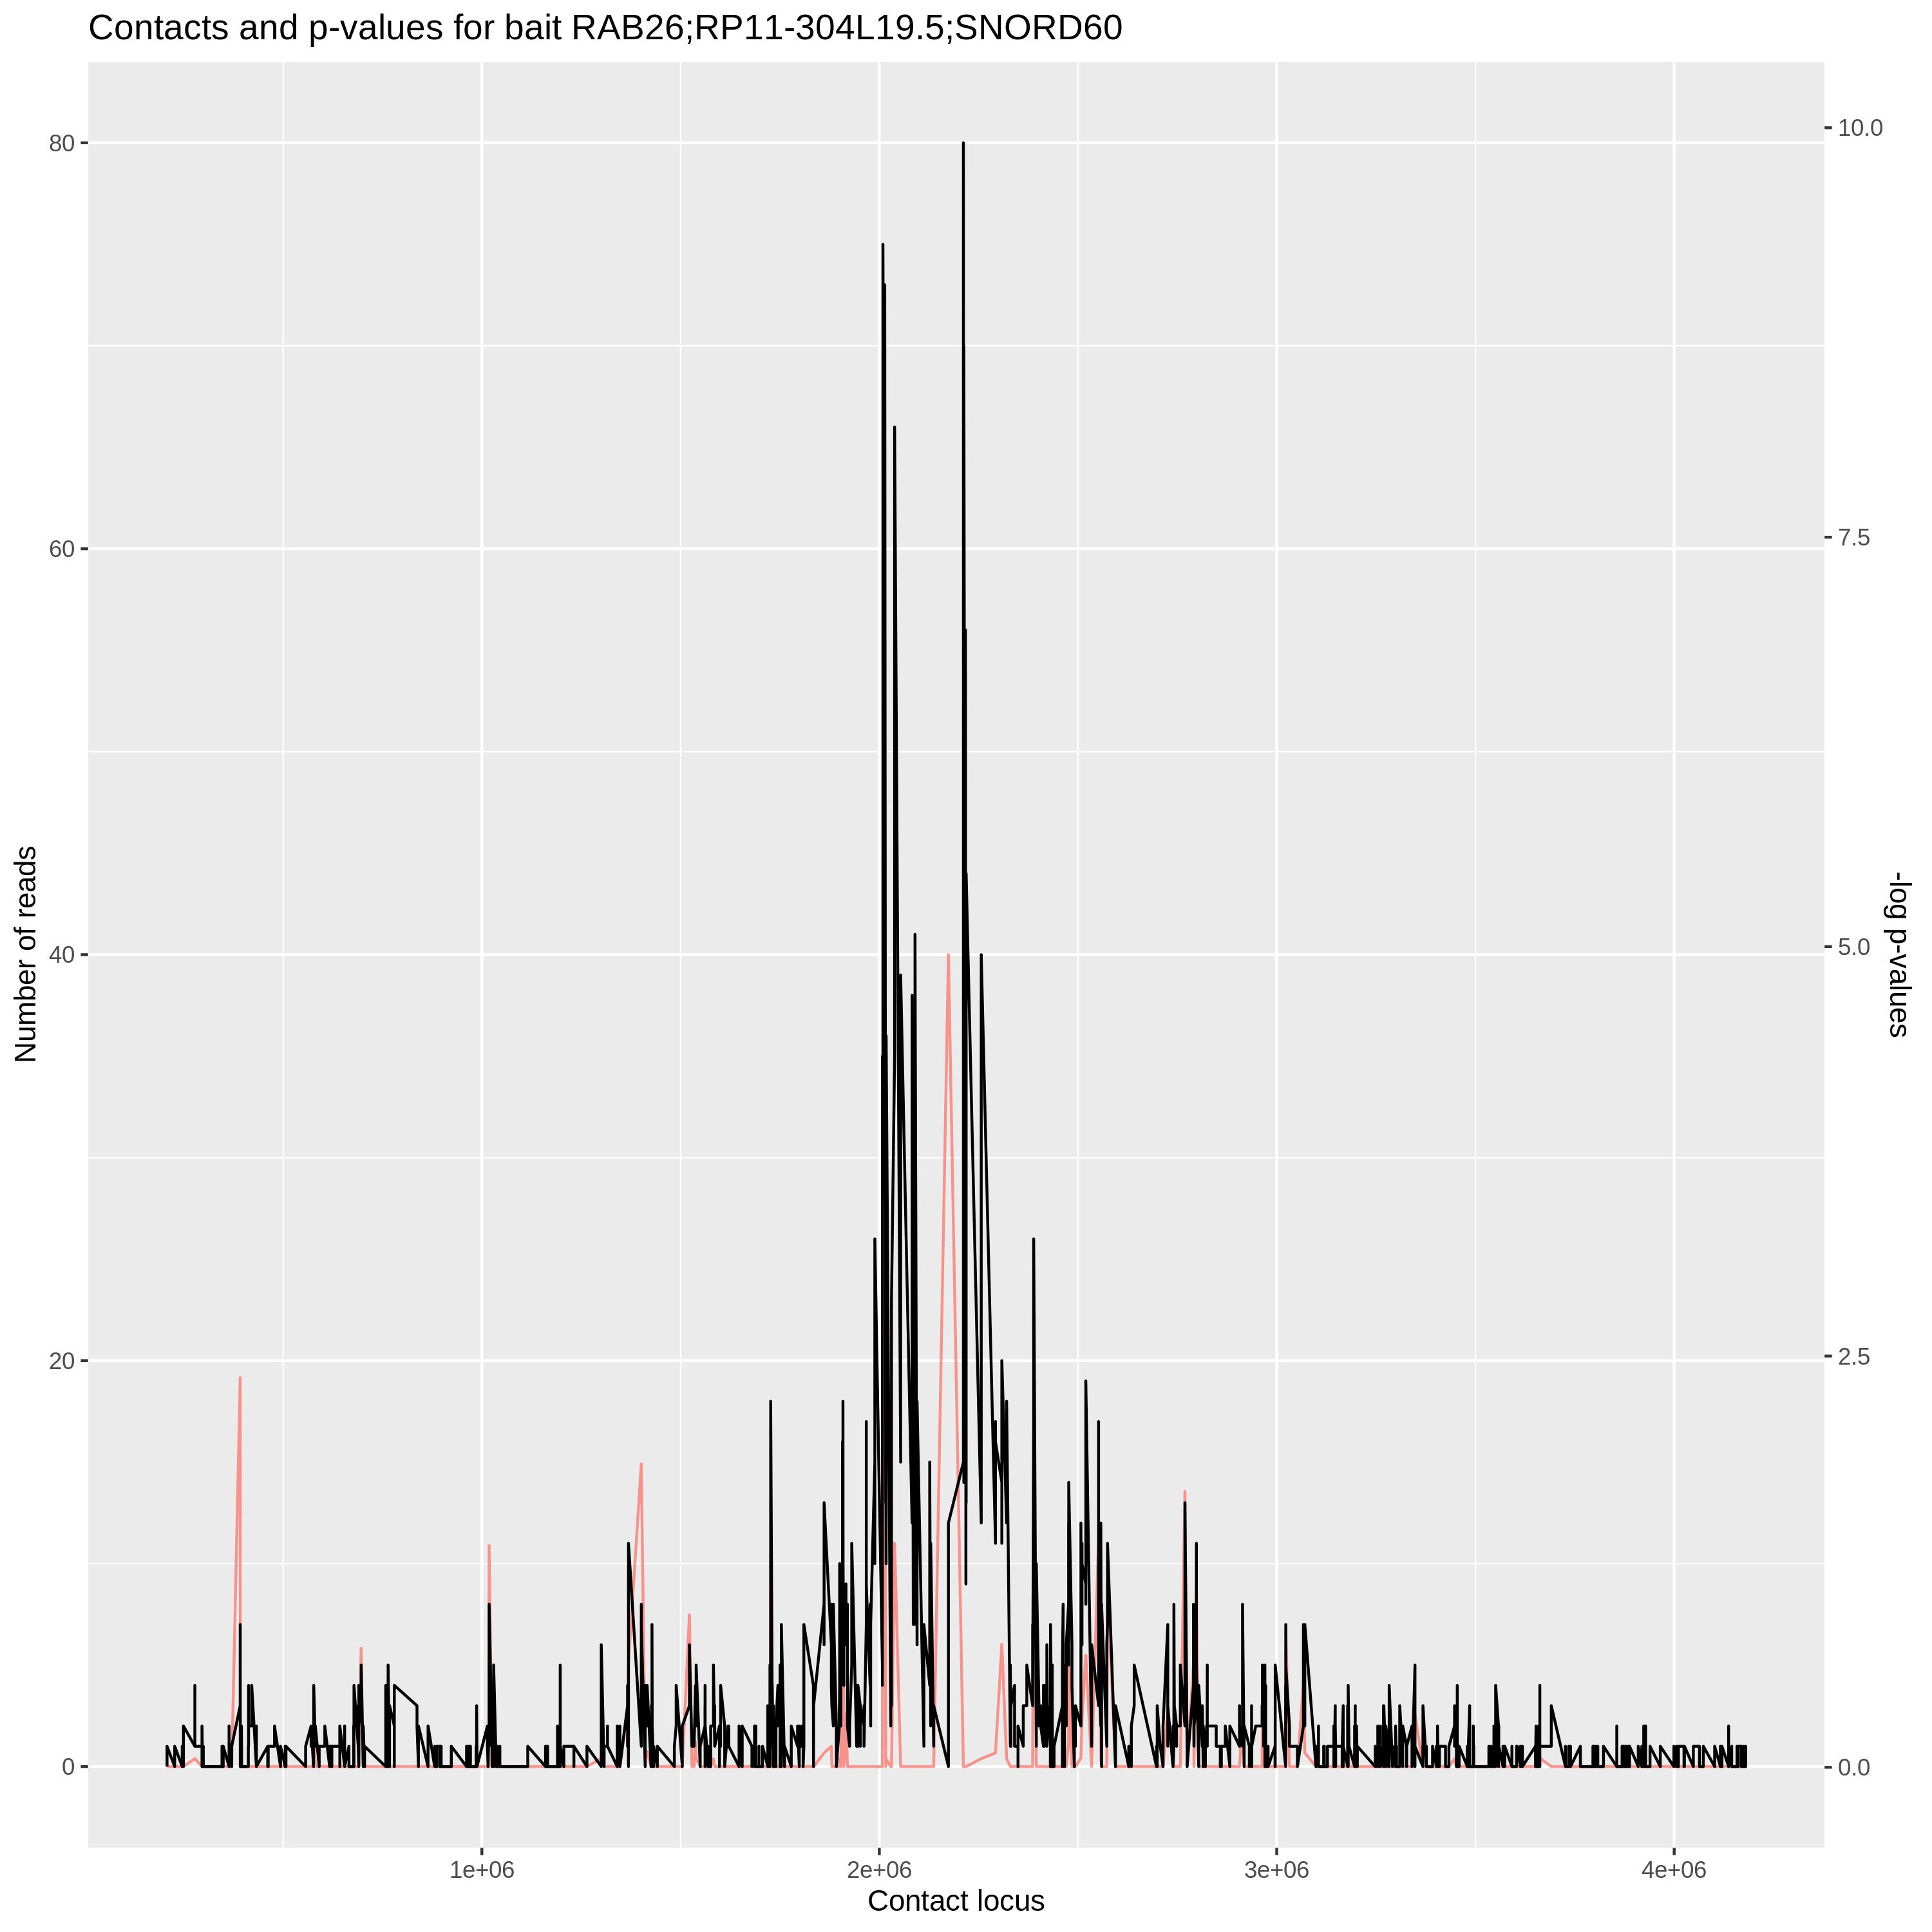 Contacts and p-values for bait RAB26;RP11-304L19.5;SNORD60
80
60
40
20
0
10.0
7.5
5.0
2.5
0.0
Number of reads
-log p-values
1e+06
2e+06
3e+06
4e+06
Contact locus